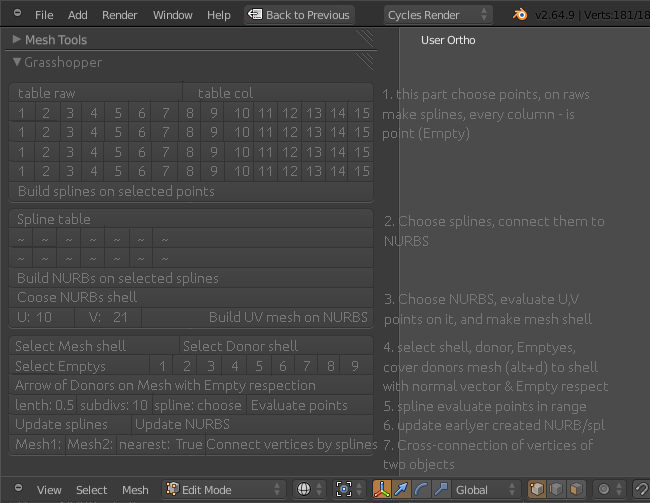 File Add Render Window Help Back to Previous Cycles Render v2.64.9 | Verts:181/18
Mesh Tools
User Ortho
Grasshopper
table raw table col
1 2 3 4 5 6 7 8 9 10 11 12 13 14 15
1 2 3 4 5 6 7 8 9 10 11 12 13 14 15
1 2 3 4 5 6 7 8 9 10 11 12 13 14 15
1 2 3 4 5 6 7 8 9 10 11 12 13 14 15
Build splines on selected points
1. this part choose points, on raws
make splines, every column - is
point (Empty)
Spline table
~ ~ ~ ~ ~ ~ ~
~ ~ ~ ~ ~ ~ ~
Build NURBs on selected splines
2. Choose splines, connect them to
NURBS
Coose NURBs shell
U: 10 V: 21 Build UV mesh on NURBS
3. Choose NURBS, evaluate U,V
points on it, and make mesh shell
Select Mesh shell Select Donor shell
Select Emptys 1 2 3 4 5 6 7 8 9
Arrow of Donors on Mesh with Empty respection
4. select shell, donor, Emptyes,
cover donors mesh (alt+d) to shell
with normal vector & Empty respect
lenth: 0.5 subdivs: 10 spline: choose Evaluate points
5. spline evaluate points in range
Update splines Update NURBS
6. update earlyer created NURB/spl
Mesh1: Mesh2: nearest: True Connect vertices by splines
7. Cross-connection of vertices of
two objects
View Select Mesh Edit Mode Global